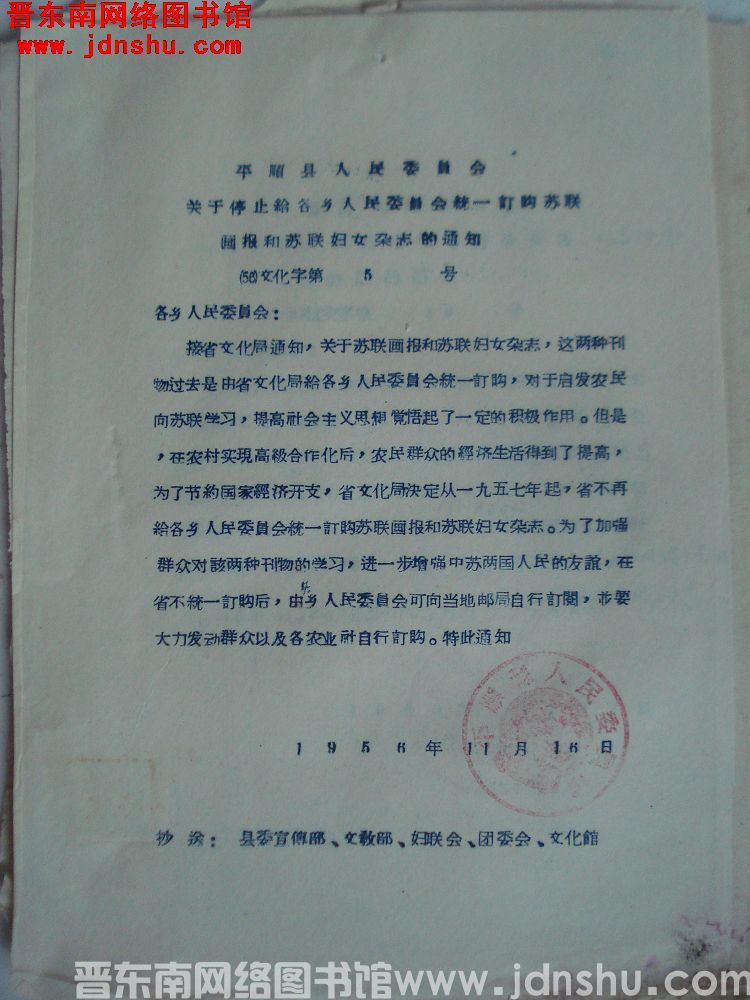 晋东南网络图书馆
www.jdnshu.com
平順县人民委員会
关于停止給各乡人民委員会統一訂购苏联
画报和苏联妇女杂志的通知
(56)文化字第 5 号
各乡人民委員会：
接省文化局通知，关于苏联画报和苏联妇女杂志，这两种刊
物过去是由省文化局給各乡人民委員会統一訂购，对于启发农民
向苏联学习，提高社会主义思想覚悟起了一定的积极作用。但是
，在农村实現高級合作化后，农民群众的經济生活得到了提高，
为了节約国家經济开支，省文化局决定从一九五七年起，省不再
給各乡人民委員会統一訂购苏联画报和苏联妇女杂志。为了加强
群众对該两种刊物的学习，进一步增强中苏两国人民的友誼，在
省不統一訂购后，由乡人民委員会可向当地邮局自行訂閱，並要
大力发动群众以及各农业社自行訂购。特此通知
平順县人民委員会
1956年11月16日
抄送：县委宣傳部、文教部、妇联会、团委会、文化館
晋东南网络图书馆www.jdnshu.com